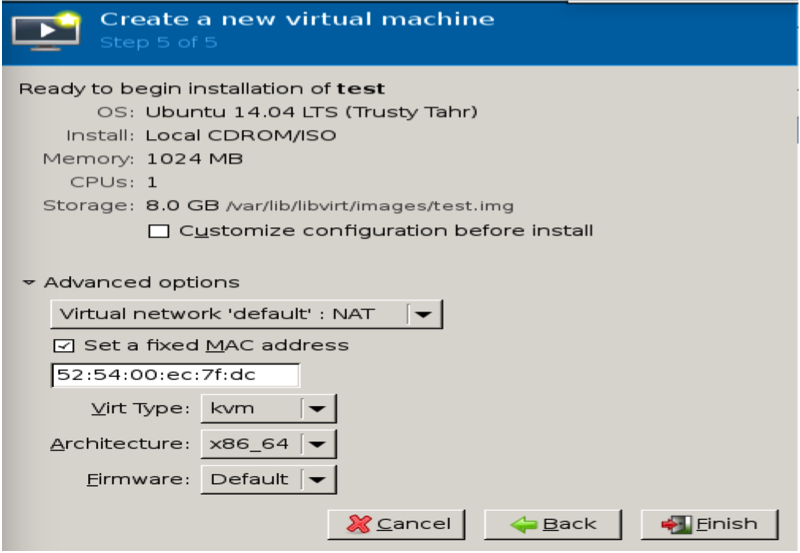 Create a new virtual machine
Step 5 of 5
Ready to begin installation of test
OS: Ubuntu 14.04 LTS (Trusty Tahr)
Install: Local CDROM/ISO
Memory: 1024 MB
CPUs: 1
Storage: 8.0 GB /var/lib/libvirt/images/test.img
Customize configuration before install
Advanced options
Virtual network 'default' : NAT
Set a fixed MAC address
52:54:00:ec:7f:dc
Virt Type: kvm
Architecture: x86_64
Firmware: Default
Cancel Back Finish